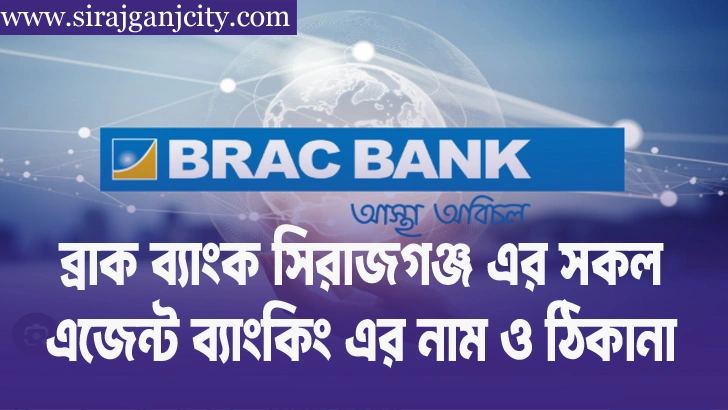 www.sirajganjcity.com
BRAC BANK
আস্থা অবিচল
ব্রাক ব্যাংক সিরাজগঞ্জ এর সকল
এজেন্ট ব্যাংকিং এর নাম ও ঠিকানা